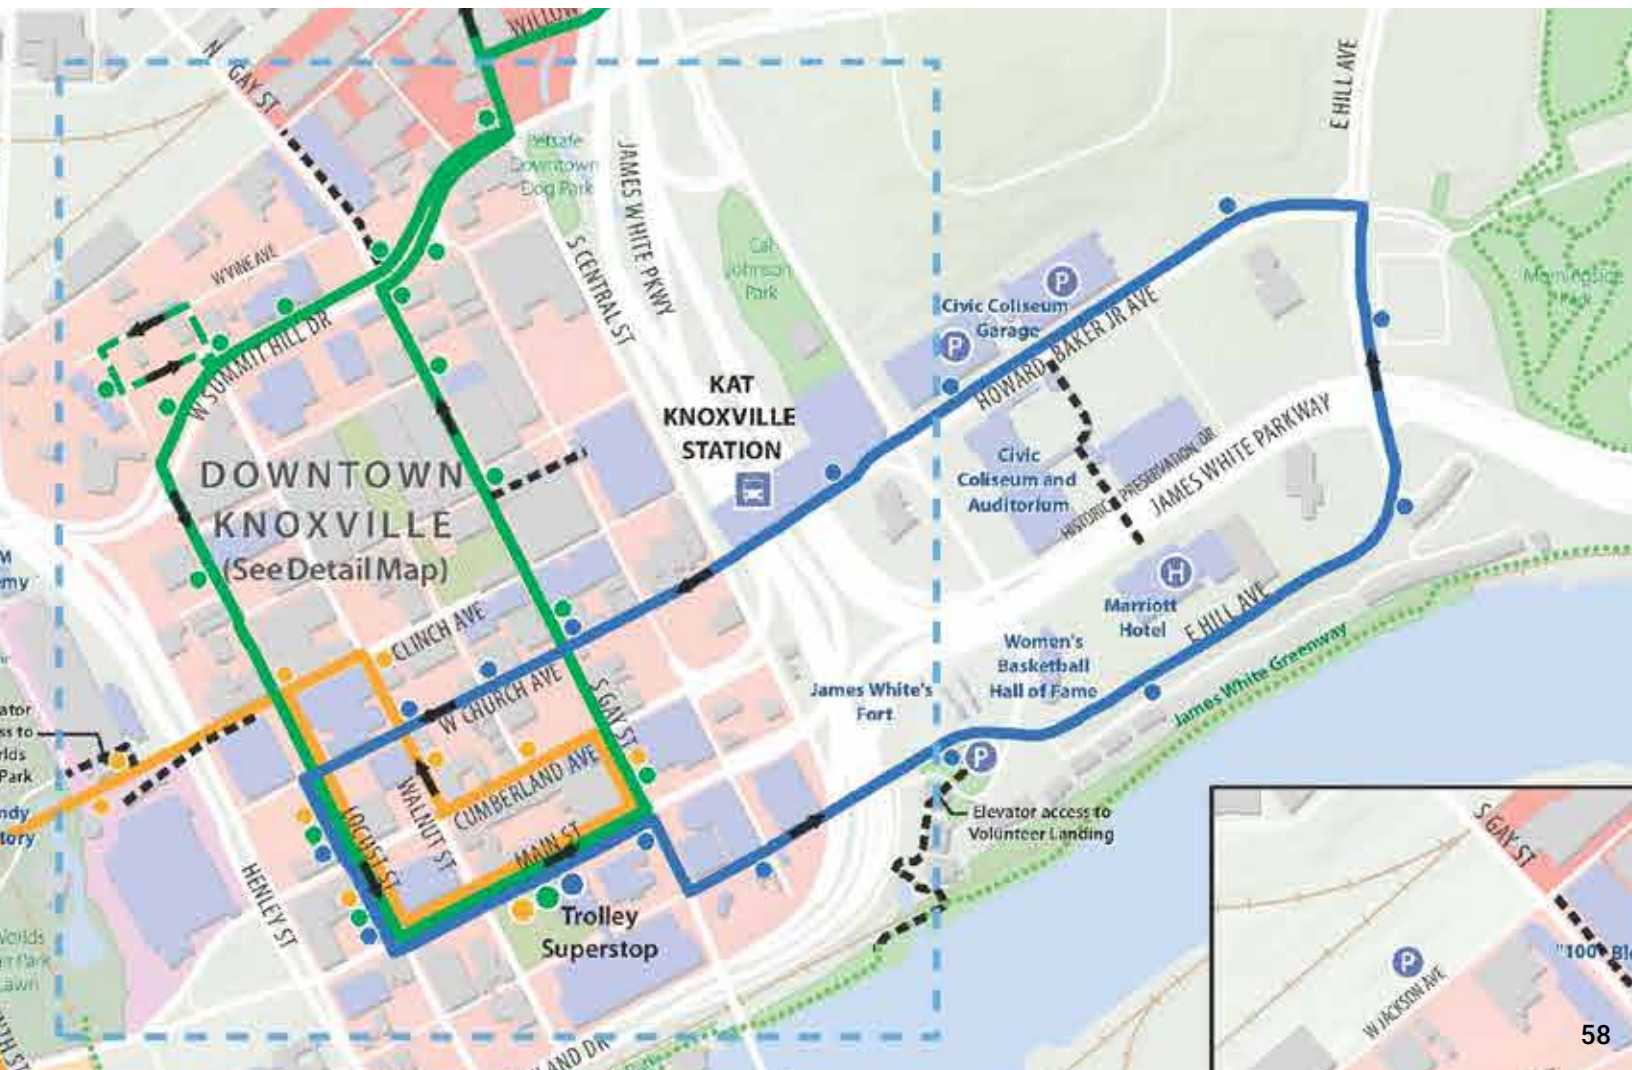 WILLOW
N GAY ST
E HILL AVE
Petsafe
Downtown
Dog Park
JAMES WHITE PKWY
S CENTRAL ST
W VINE AVE
Cal
Johnson
Park
Morningside
Park
Civic Coliseum
Garage
P
P
HOWARD BAKER JR AVE
W SUMMIT HILL DR
KAT
KNOXVILLE
STATION
DOWNTOWN
KNOXVILLE
(See Detail Map)
Civic
Coliseum and
Auditorium
HISTORIC PRESERVATION DR
JAMES WHITE PARKWAY
H
Marriott
Hotel
E HILL AVE
CLINCH AVE
Women's
Basketball
Hall of Fame
James White Greenway
James White's
Fort
W CHURCH AVE
S GAY ST
P
CUMBERLAND AVE
WALNUT ST
LOCUST ST
MAIN ST
Elevator access to
Volunteer Landing
HENLEY ST
Trolley
Superstop
S GAY ST
P
W JACKSON AVE
58